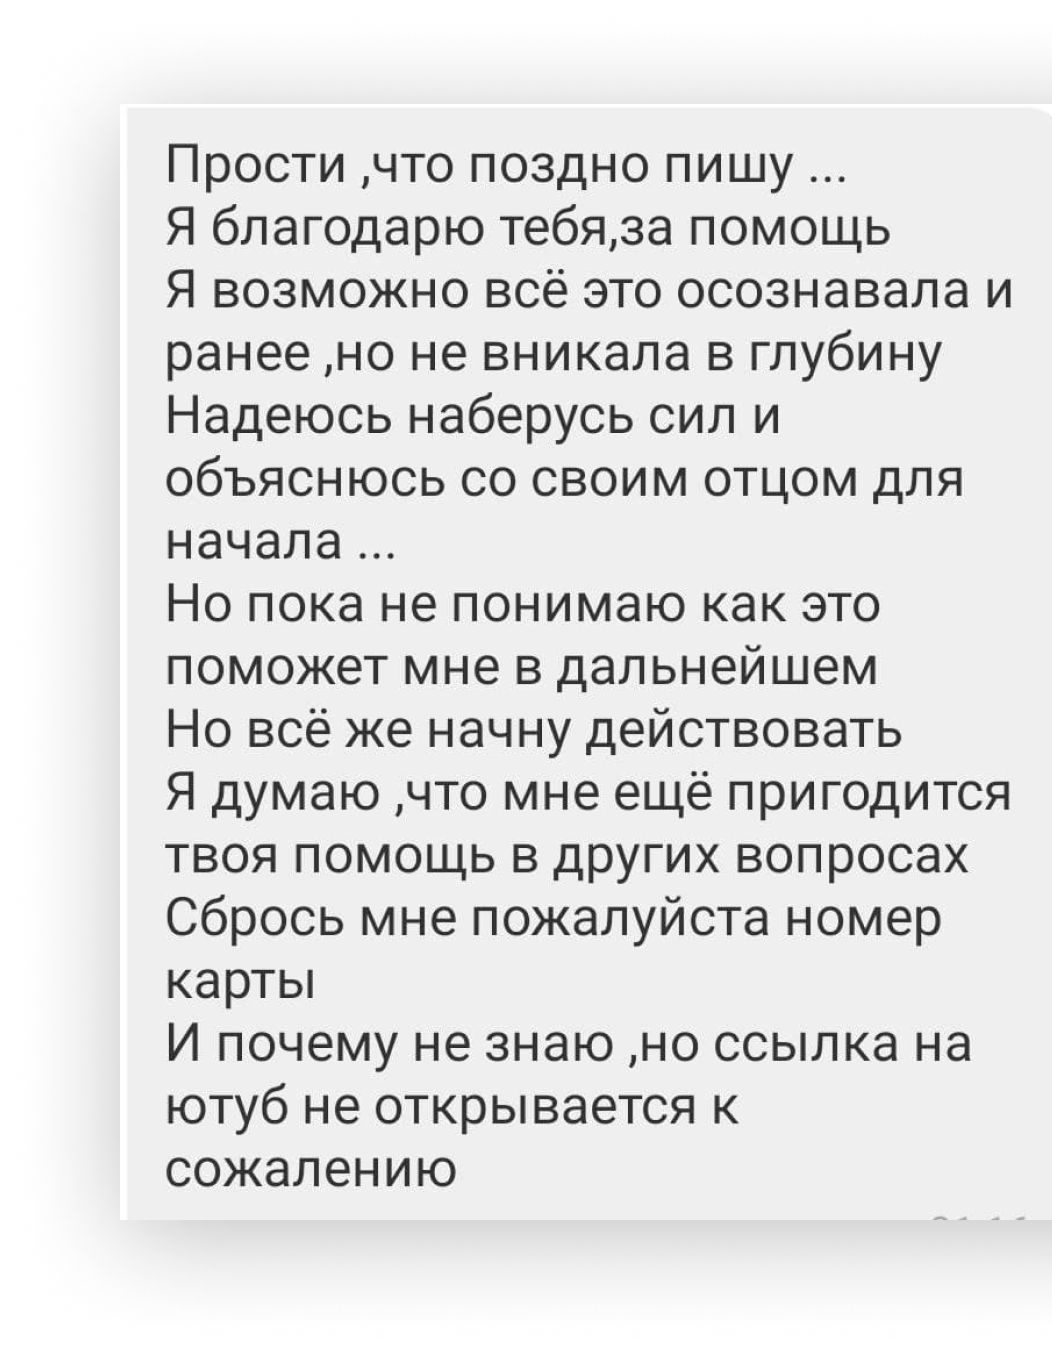 Прости ,что поздно пишу ...
Я благодарю тебя,за помощь
Я возможно всё это осознавала и
ранее ,но не вникала в глубину
Надеюсь наберусь сил и
объяснюсь со своим отцом для
начала ...
Но пока не понимаю как это
поможет мне в дальнейшем
Но всё же начну действовать
Я думаю ,что мне ещё пригодится
твоя помощь в других вопросах
Сбрось мне пожалуйста номер
карты
И почему не знаю ,но ссылка на
ютуб не открывается к
сожалению